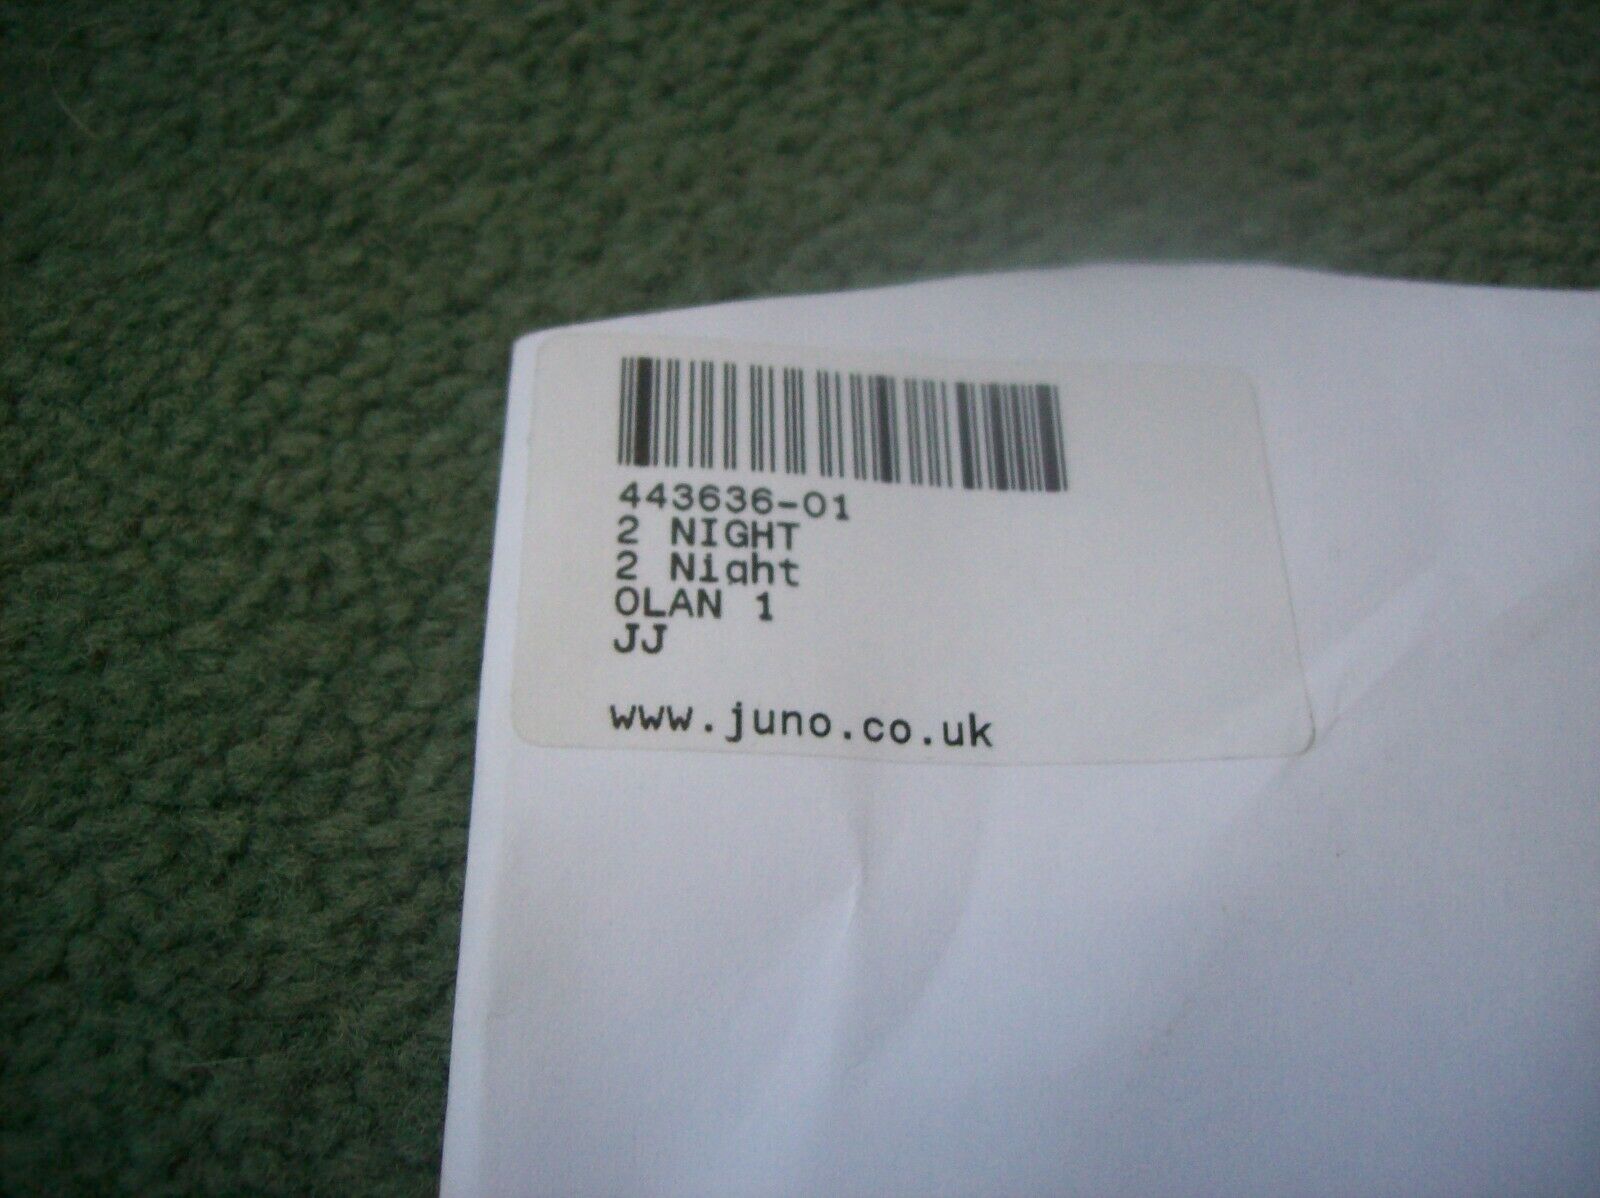 443636-01
2 NIGHT
2 Night
OLAN 1
JJ
www.juno.co.uk